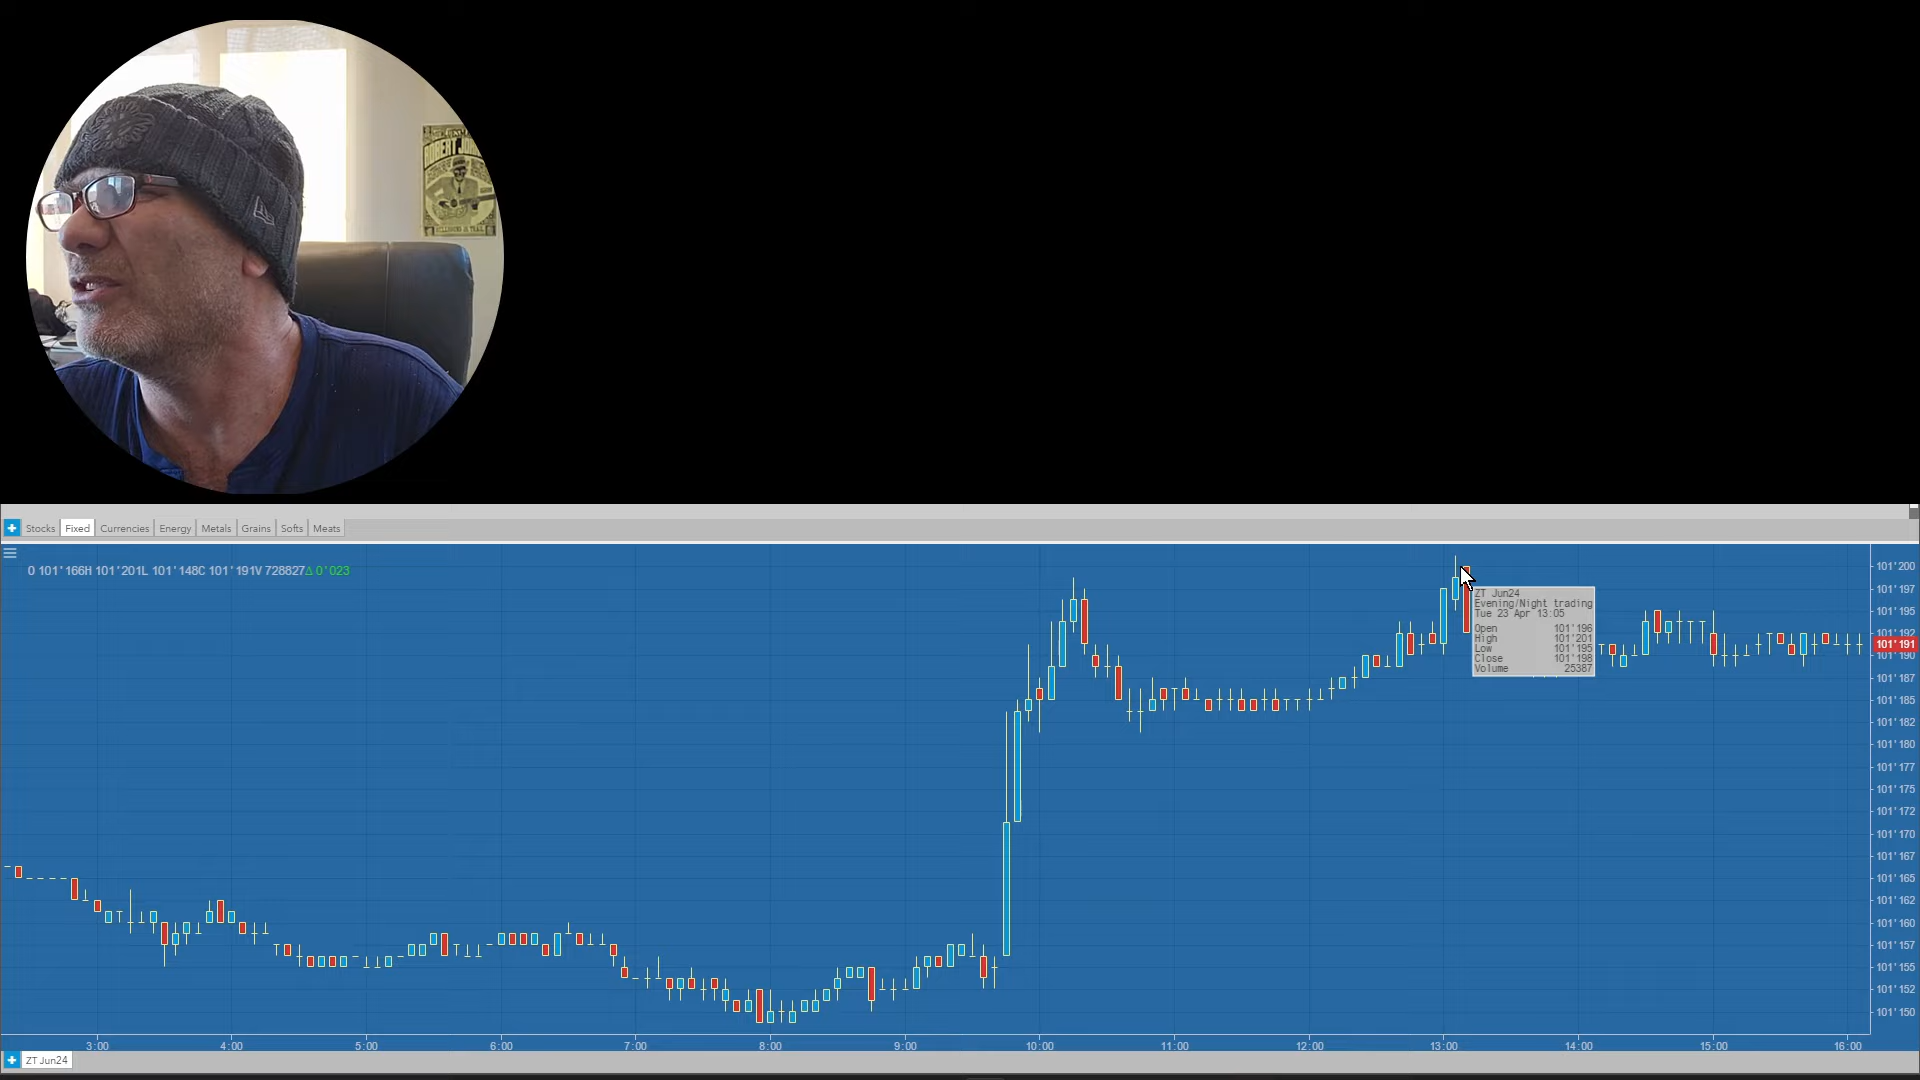 Stocks Fixed Currencies Energy Metals Grains Softs Meats
O 101'166H 101'201L 101'148C 101'191V 728827Δ 0'023
ZT Jun24
Evening/Night trading
Tue 23 Apr 13:05
Open 101'196
High 101'201
Low 101'195
Close 101'198
Volume 25387
101'200
101'197
101'195
101'192
101'191
101'190
101'187
101'185
101'182
101'180
101'177
101'175
101'172
101'170
101'167
101'165
101'162
101'160
101'157
101'155
101'152
101'150
3:00 4:00 5:00 6:00 7:00 8:00 9:00 10:00 11:00 12:00 13:00 14:00 15:00 16:00
ZT Jun24